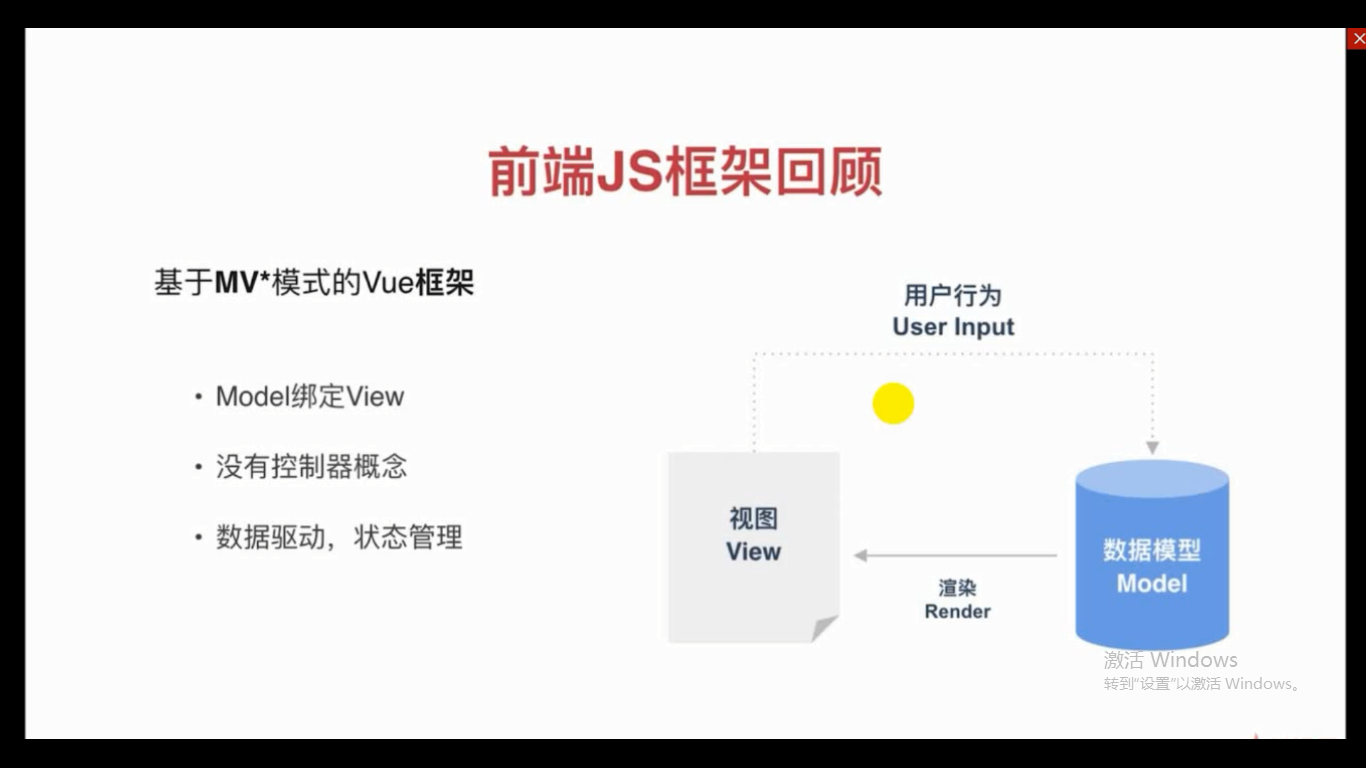 前端JS框架回顾
基于MV*模式的Vue框架
• Model绑定View
• 没有控制器概念
• 数据驱动，状态管理
用户行为
User Input
视图
View
渲染
Render
数据模型
Model
激活 Windows
转到"设置"以激活 Windows。